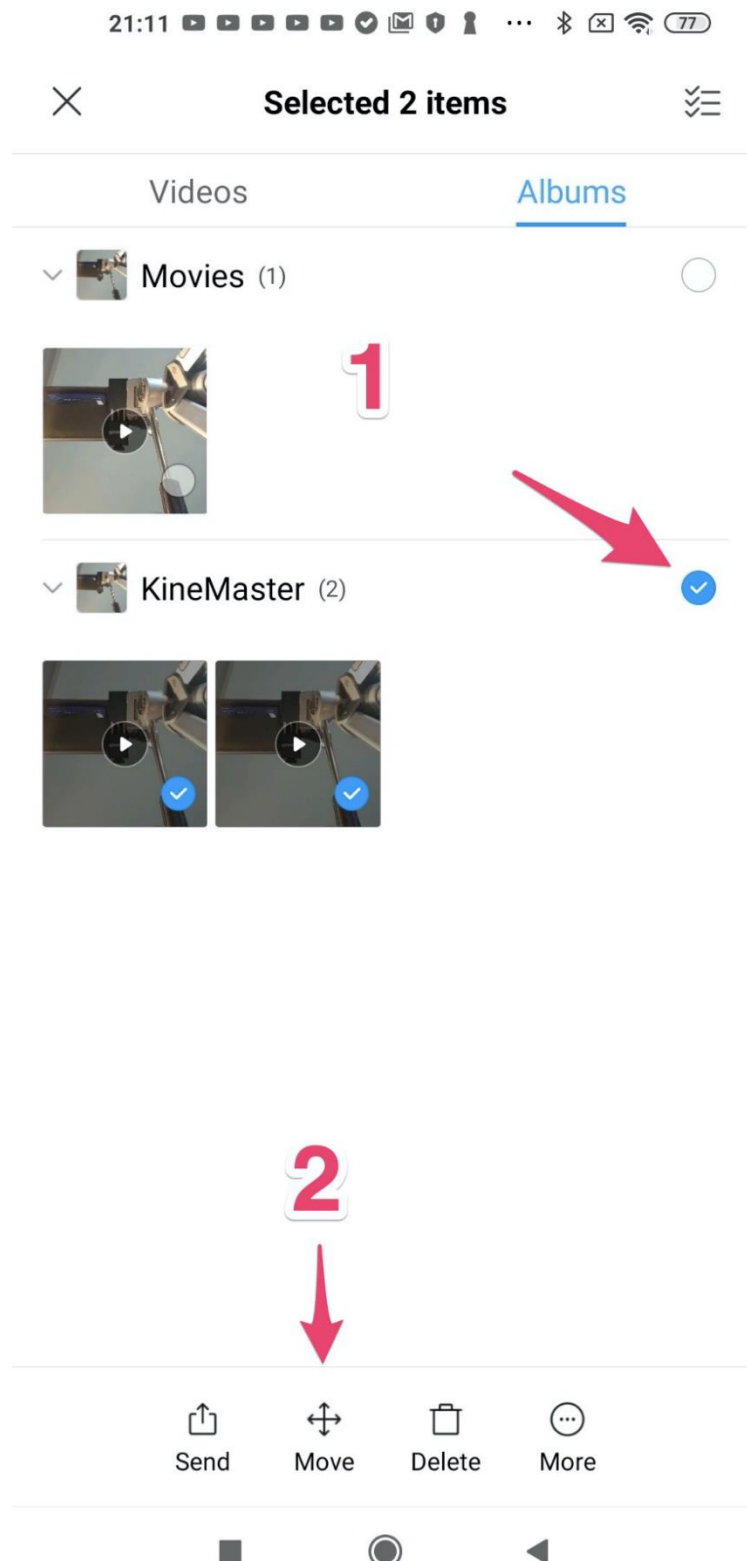 21:11 77
Selected 2 items
Videos Albums
Movies (1)
1
KineMaster (2)
2
Send Move Delete More